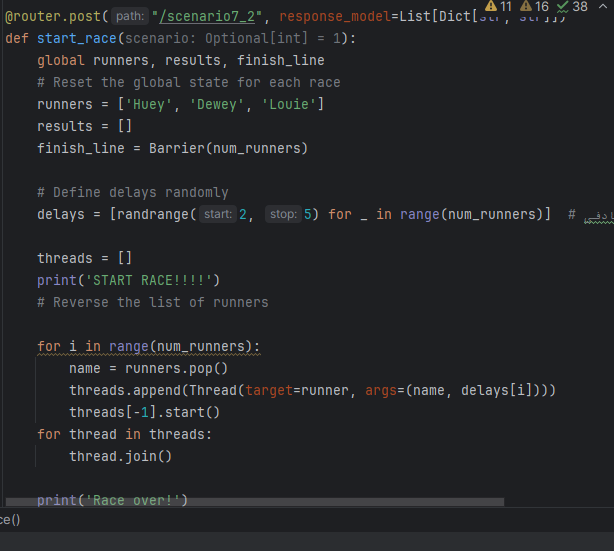 11 16 38
@router.post(path: "/scenario7_2", response_model=List[Dict[str, str]])
def start_race(scenario: Optional[int] = 1):
global runners, results, finish_line
# Reset the global state for each race
runners = ['Huey', 'Dewey', 'Louie']
results = []
finish_line = Barrier(num_runners)
# Define delays randomly
delays = [randrange(start: 2, stop: 5) for _ in range(num_runners)] #
threads = []
print('START RACE!!!!')
# Reverse the list of runners
for i in range(num_runners):
name = runners.pop()
threads.append(Thread(target=runner, args=(name, delays[i])))
threads[-1].start()
for thread in threads:
thread.join()
print('Race over!')
ce()